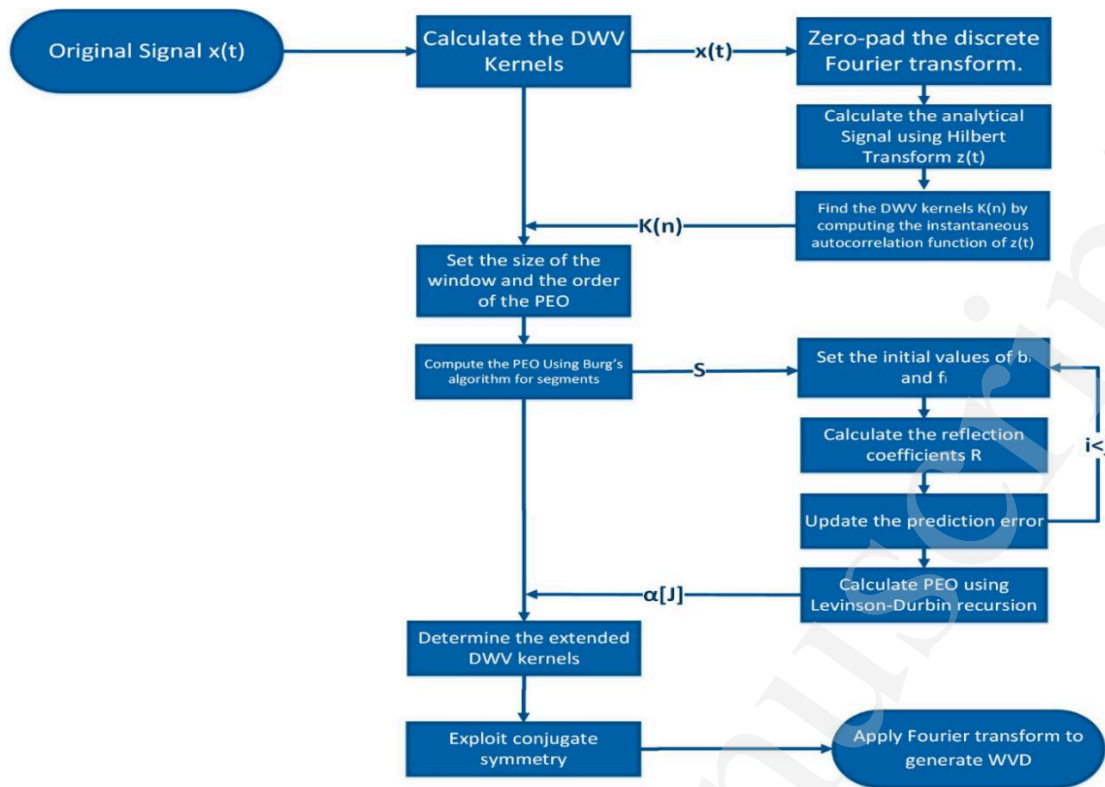 Original Signal x(t)
Calculate the DWV
Kernels
x(t)
Zero-pad the discrete
Fourier transform.
Calculate the analytical
Signal using Hilbert
Transform z(t)
Find the DWV kernels K(n) by
computing the instantaneous
autocorrelation function of z(t)
K(n)
Set the size of the
window and the order
of the PEO
Compute the PEO Using Burg's
algorithm for segments
S
Set the initial values of bᵢ
and fᵢ
Calculate the reflection
coefficients R
i<
Update the prediction error
Calculate PEO using
Levinson-Durbin recursion
α[J]
Determine the extended
DWV kernels
Exploit conjugate
symmetry
Apply Fourier transform to
generate WVD